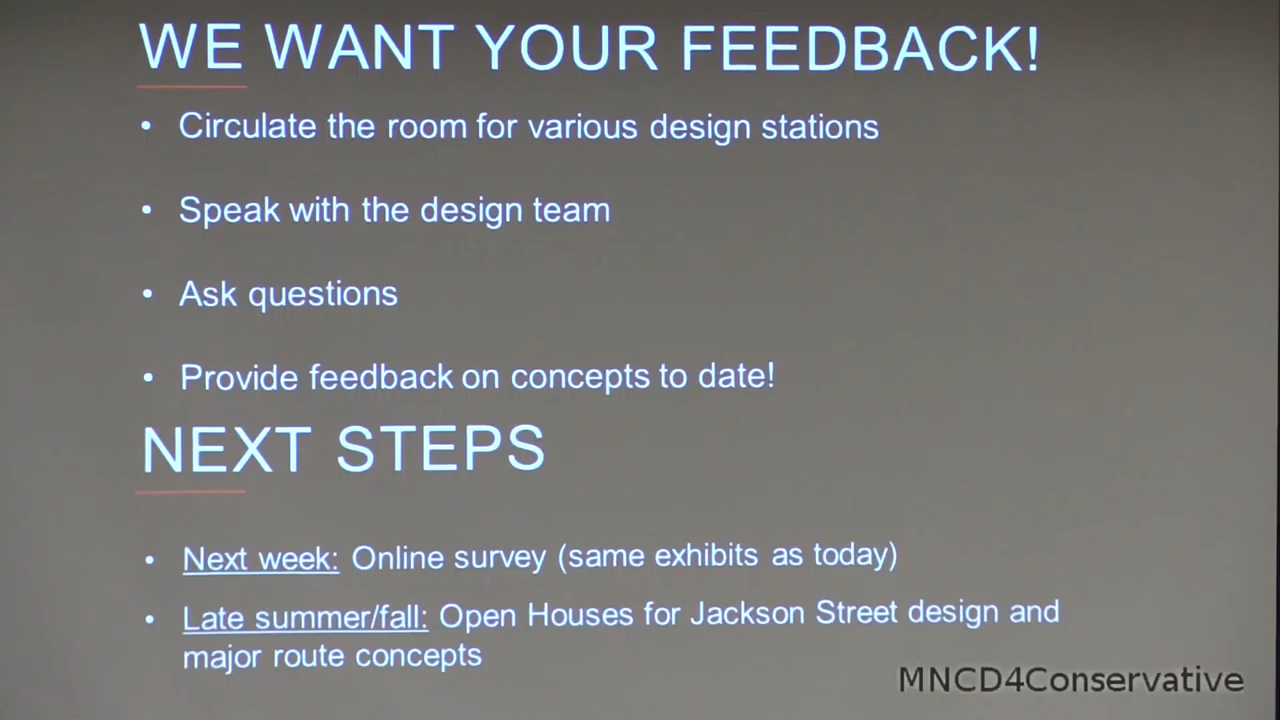 WE WANT YOUR FEEDBACK!
• Circulate the room for various design stations
• Speak with the design team
• Ask questions
• Provide feedback on concepts to date!
NEXT STEPS
• Next week: Online survey (same exhibits as today)
• Late summer/fall: Open Houses for Jackson Street design and
major route concepts
MNCD4Conservative